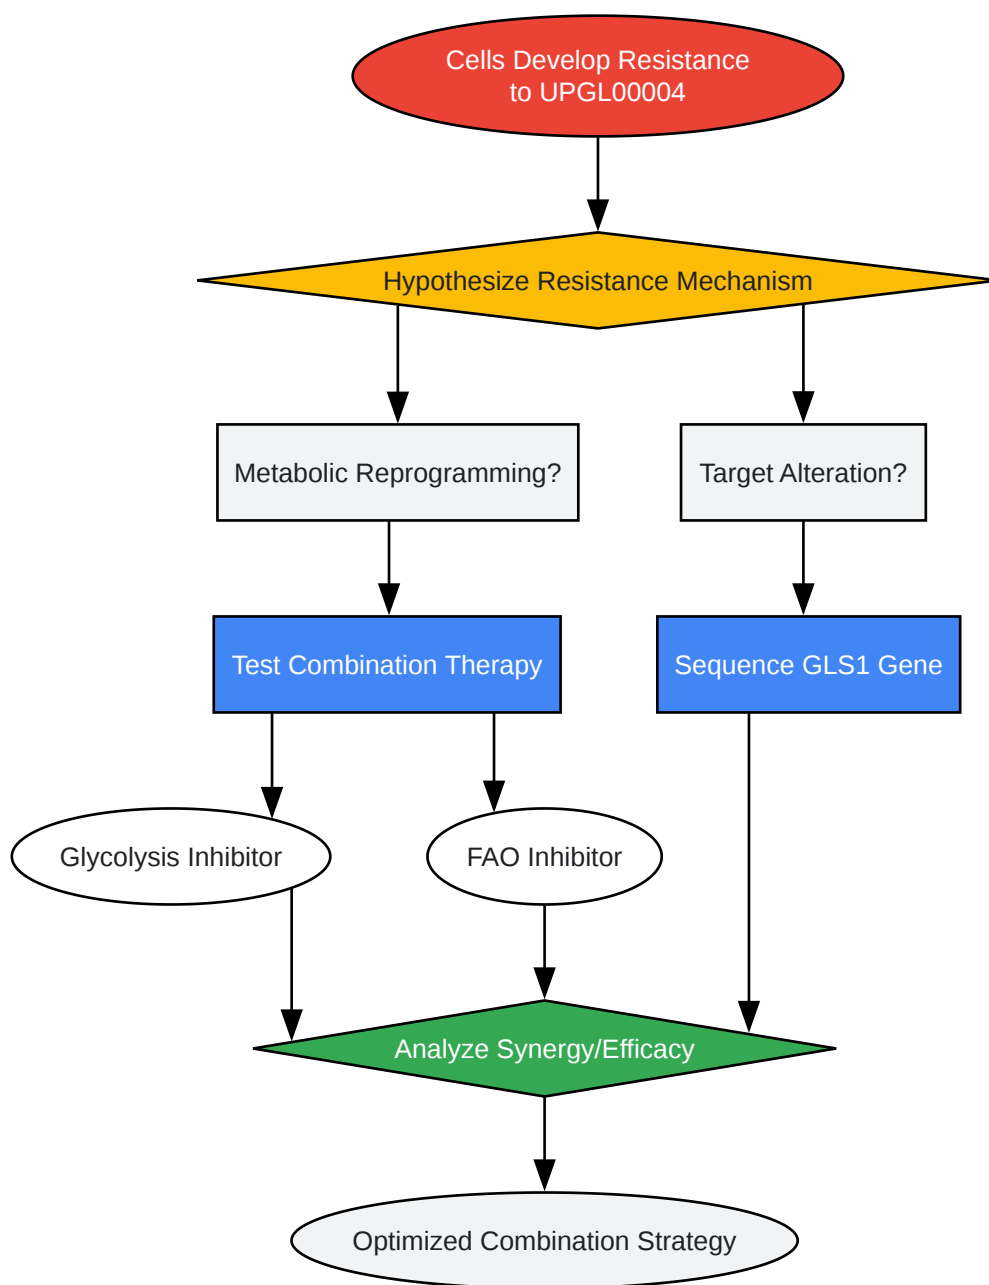 Cells Develop Resistance
to UPGL00004
Hypothesize Resistance Mechanism
Metabolic Reprogramming?
Target Alteration?
Test Combination Therapy
Sequence GLS1 Gene
Glycolysis Inhibitor
FAO Inhibitor
Analyze Synergy/Efficacy
Optimized Combination Strategy